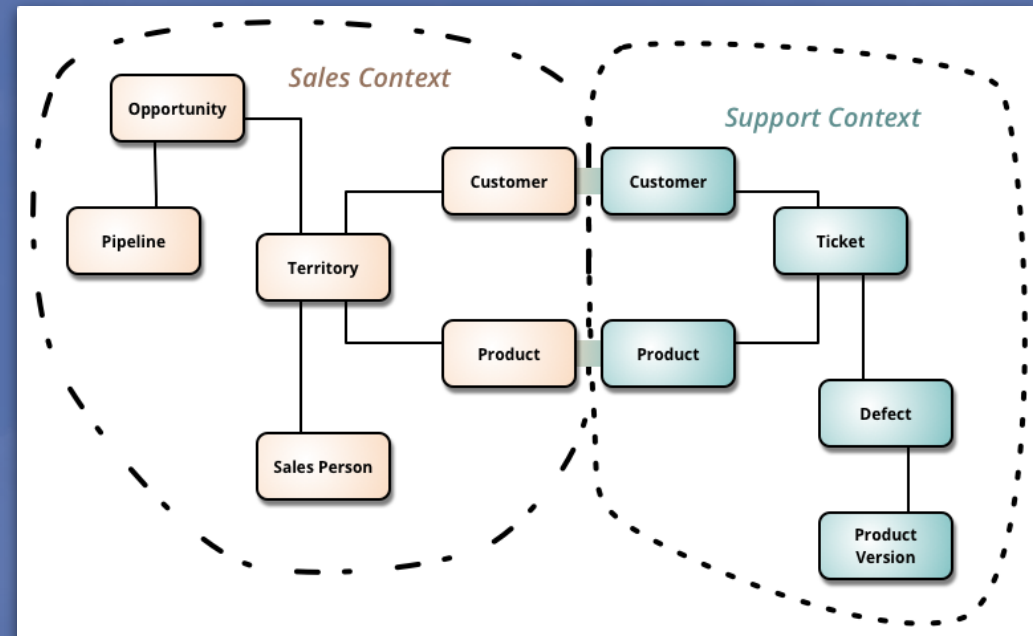 Sales Context
Opportunity
Support Context
Customer
Customer
Pipeline
Ticket
Territory
Product
Product
Defect
Sales Person
Product
Version